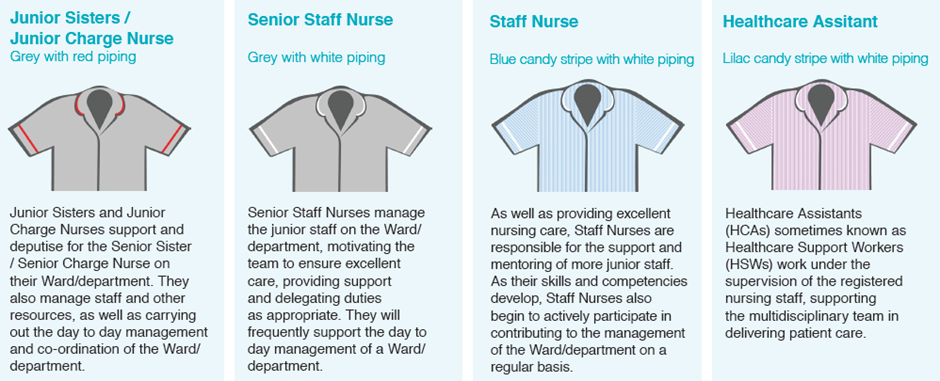 Junior Sisters /
Junior Charge Nurse
Grey with red piping
Junior Sisters and Junior
Charge Nurses support and
deputise for the Senior Sister
/ Senior Charge Nurse on
their Ward/department. They
also manage staff and other
resources, as well as carrying
out the day to day management
and co-ordination of the Ward/
department.
Senior Staff Nurse
Grey with white piping
Senior Staff Nurses manage
the junior staff on the Ward/
department, motivating the
team to ensure excellent
care, providing support
and delegating duties
as appropriate. They will
frequently support the day to
day management of a Ward/
department.
Staff Nurse
Blue candy stripe with white piping
As well as providing excellent
nursing care, Staff Nurses are
responsible for the support and
mentoring of more junior staff.
As their skills and competencies
develop, Staff Nurses also
begin to actively participate in
contributing to the management
of the Ward/department on a
regular basis.
Healthcare Assitant
Lilac candy stripe with white piping
Healthcare Assistants
(HCAs) sometimes known as
Healthcare Support Workers
(HSWs) work under the
supervision of the registered
nursing staff, supporting
the multidisciplinary team in
delivering patient care.